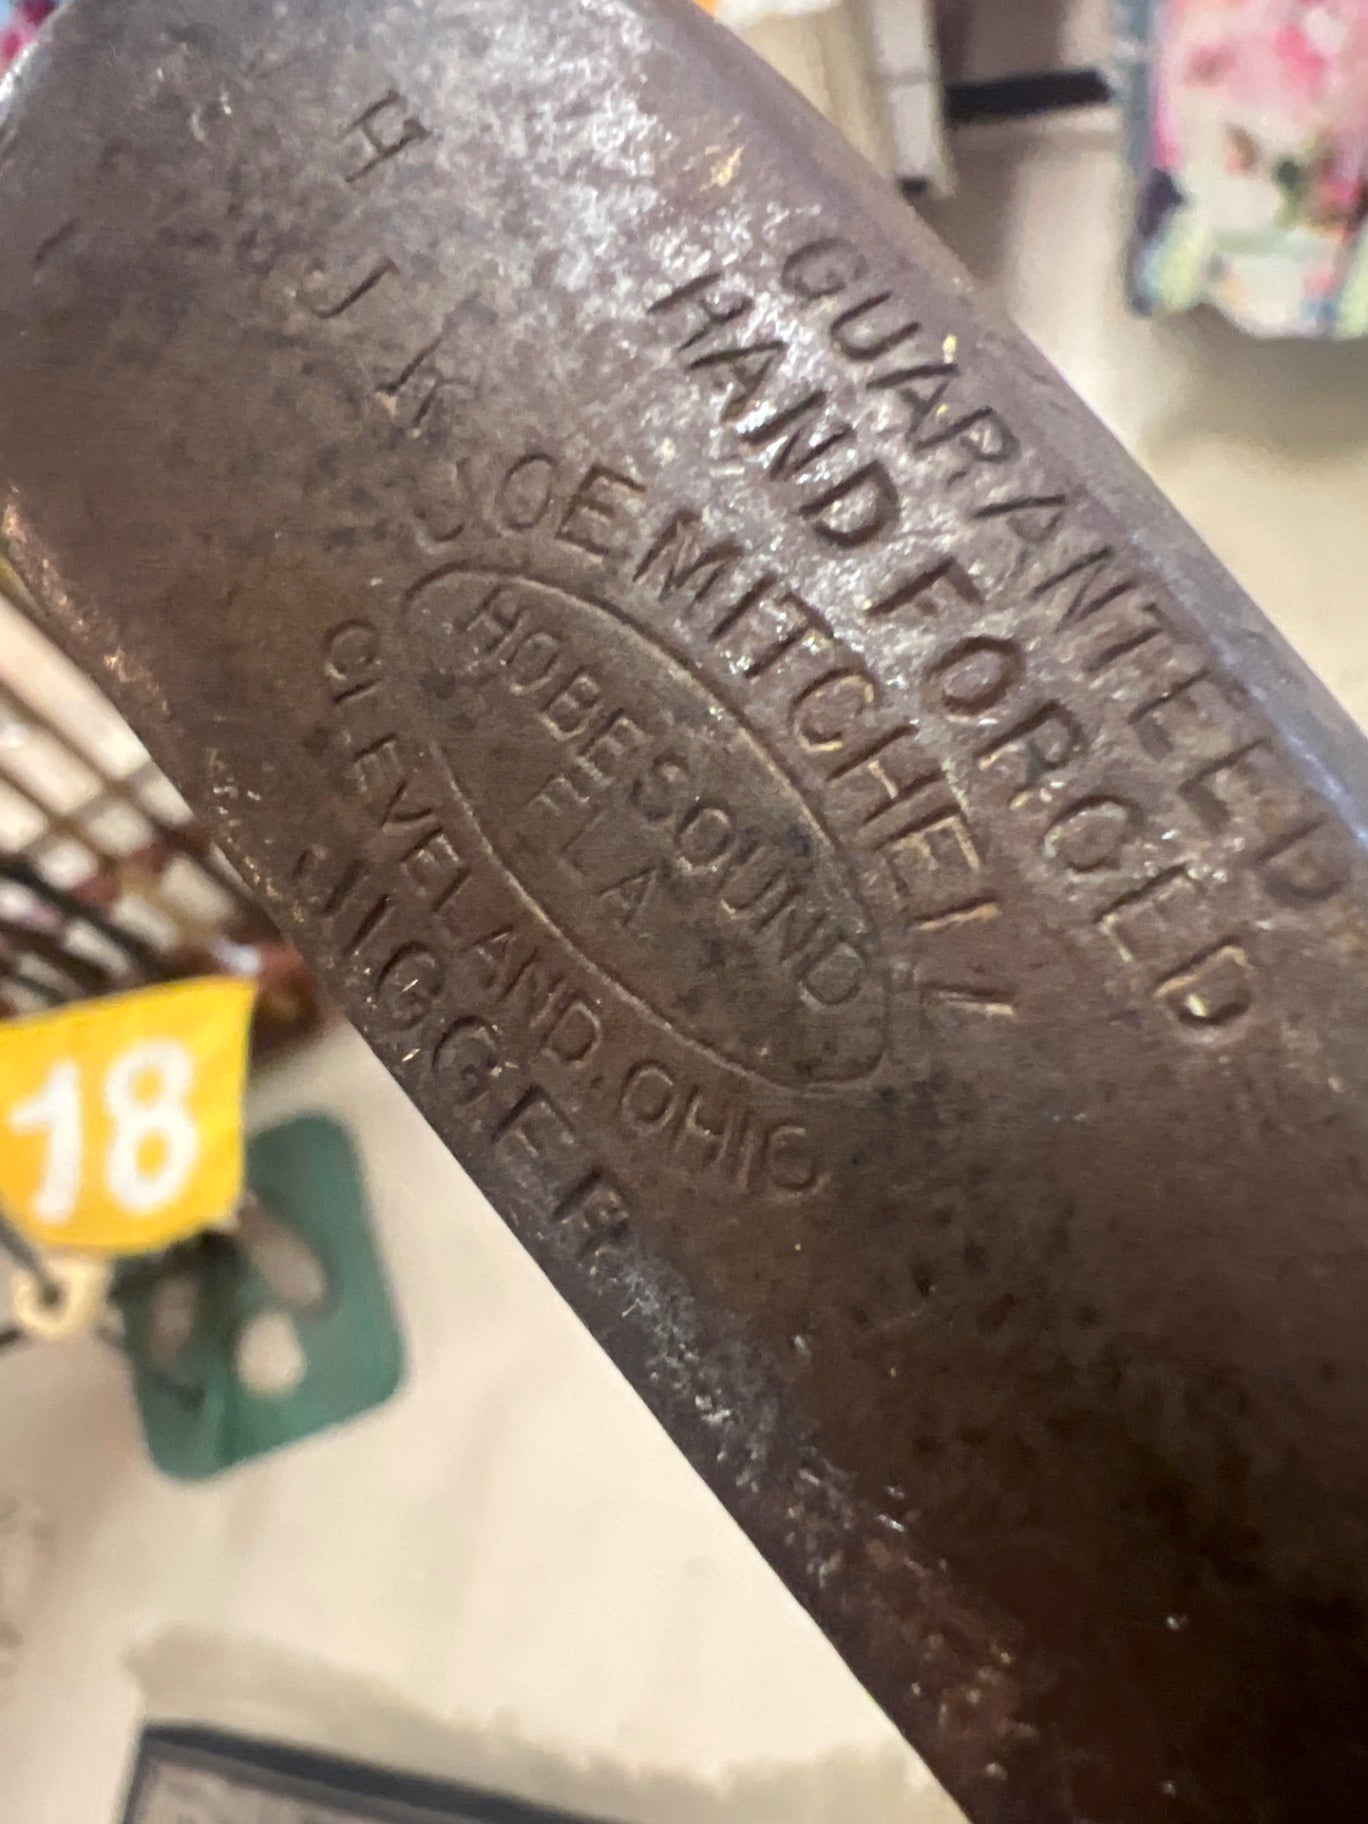 GUARANTEED
HAND FORGED
H
J K
JOE MITCHELL
HOBE SOUND
FLA.
CLEVELAND, OHIO
JIGGER
18